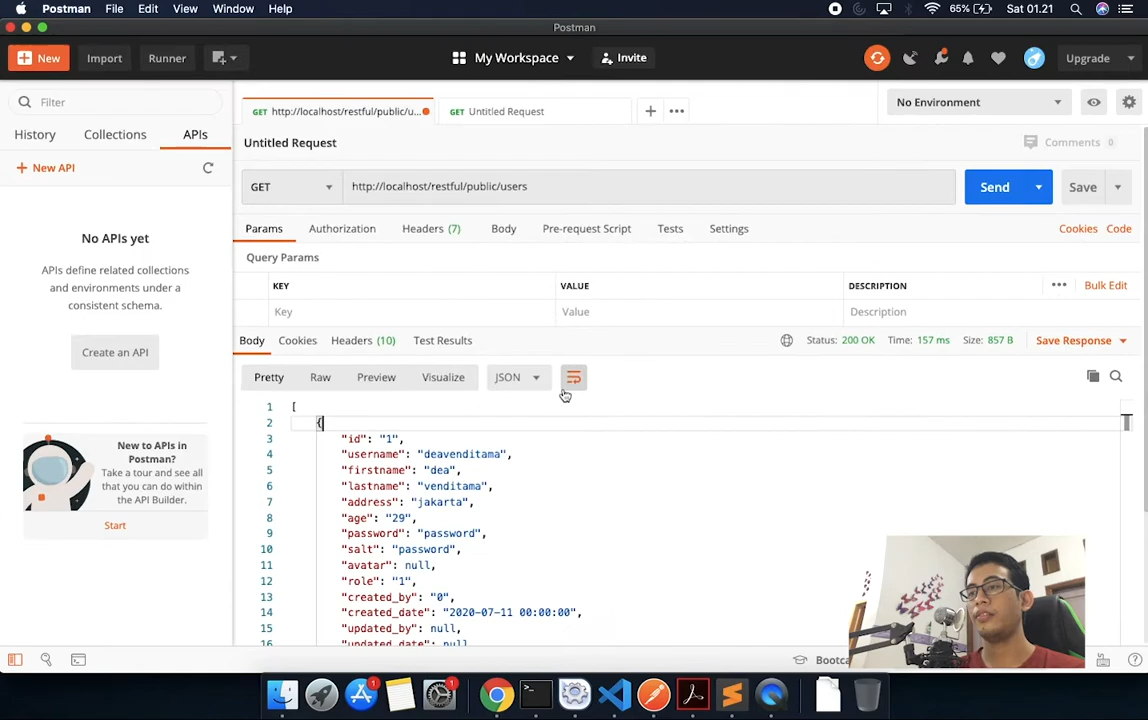 Postman File Edit View Window Help 65% Sat 01.21
Postman
New Import Runner My Workspace Invite Upgrade
Filter
GET http://localhost/restful/public/u... GET Untitled Request No Environment
History Collections APIs
Untitled Request Comments 0
New API
GET http://localhost/restful/public/users Send Save
Params Authorization Headers (7) Body Pre-request Script Tests Settings Cookies Code
No APIs yet
Query Params
APIs define related collections
and environments under a
consistent schema.
KEY VALUE DESCRIPTION Bulk Edit
Key Value Description
Create an API
Body Cookies Headers (10) Test Results Status: 200 OK Time: 157 ms Size: 857 B Save Response
Pretty Raw Preview Visualize JSON
1 [
2 {
3 "id": "1",
4 "username": "deavenditama",
5 "firstname": "dea",
6 "lastname": "venditama",
7 "address": "jakarta",
8 "age": "29",
9 "password": "password",
10 "salt": "password",
11 "avatar": null,
12 "role": "1",
13 "created_by": "0",
14 "created_date": "2020-07-11 00:00:00",
15 "updated_by": null,
16 "updated_date": null
New to APIs in
Postman?
Take a tour and see all
that you can do within
the API Builder.
Start
Bootca
1 1